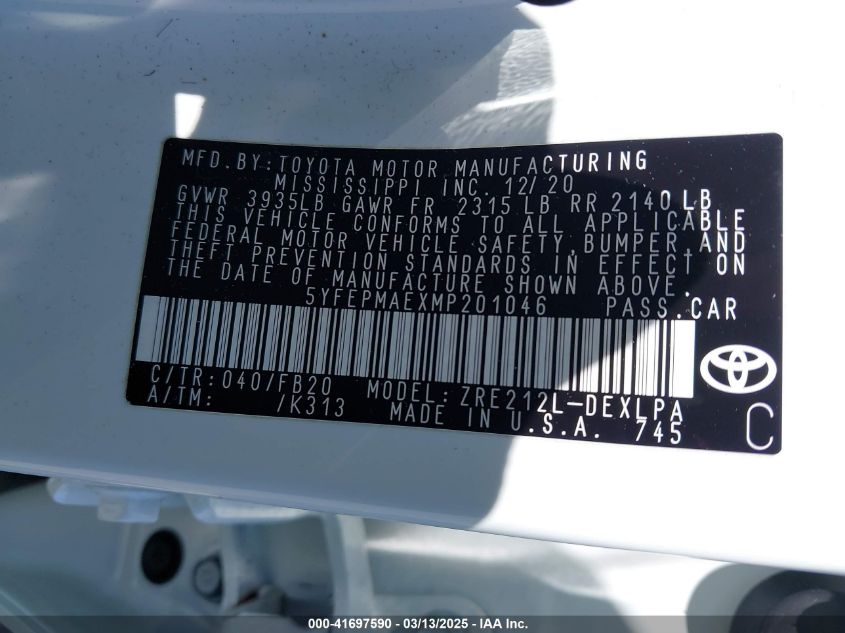 MFD.BY:TOYOTA MOTOR MANUFACTURING
MISSISSIPPI INC. 12/20
GVWR 3935LB GAWR FR 2315 LB RR 2140 LB
THIS VEHICLE CONFORMS TO ALL APPLICABLE
FEDERAL MOTOR VEHICLE SAFETY,BUMPER,AND
THEFT PREVENTION STANDARDS IN EFFECT ON
THE DATE OF MANUFACTURE SHOWN ABOVE.
5YFEPMAEXMP201046 PASS.CAR
C/TR:040/FB20 MODEL:ZRE212L-DEXLPA
A/TM: /K313 MADE IN U.S.A. 745
C
000-41697590 — 03/13/2025 — IAAI, Inc.